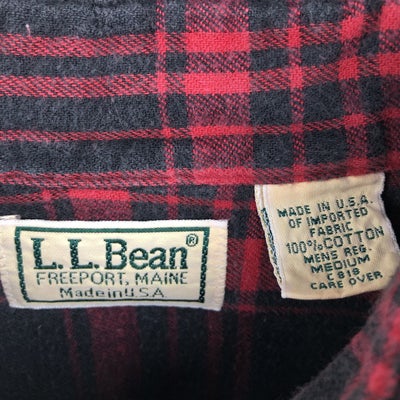 L.L.Bean®
FREEPORT, MAINE
Made in U.S.A.
MADE IN U.S.A.
OF IMPORTED
FABRIC
100% COTTON
MENS REG.
MEDIUM
C 818
CARE OVER